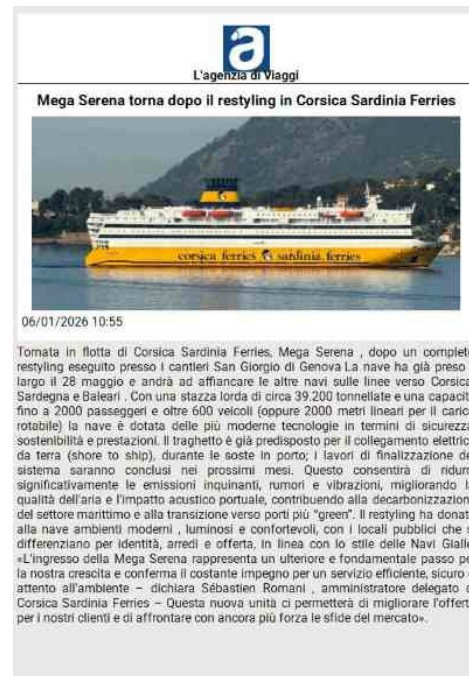 a
L'agenzia di Viaggi
Mega Serena torna dopo il restyling in Corsica Sardinia Ferries
corsica ferries sardinia ferries
06/01/2026 10:55
Tornata in flotta di Corsica Sardinia Ferries, Mega Serena , dopo un complet
restyling eseguito presso i cantieri San Giorgio di Genova La nave ha già preso
largo il 28 maggio e andrà ad affiancare le altre navi sulle linee verso Corsica
Sardegna e Baleari . Con una stazza lorda di circa 39.200 tonnellate e una capacit
fino a 2000 passeggeri e oltre 600 veicoli (oppure 2000 metri lineari per il caric
rotabile) la nave è dotata delle più moderne tecnologie in termini di sicurezza
sostenibilità e prestazioni. Il traghetto è già predisposto per il collegamento elettric
da terra (shore to ship), durante le soste in porto; i lavori di finalizzazione de
sistema saranno conclusi nei prossimi mesi. Questo consentirà di ridurr
significativamente le emissioni inquinanti, rumori e vibrazioni, migliorando l
qualità dell'aria e l'impatto acustico portuale, contribuendo alla decarbonizzazion
del settore marittimo e alla transizione verso porti più "green". Il restyling ha donat
alla nave ambienti moderni , luminosi e confortevoli, con i locali pubblici che s
differenziano per identità, arredi e offerta, in linea con lo stile delle Navi Gialle
«L'ingresso della Mega Serena rappresenta un ulteriore e fondamentale passo pe
la nostra crescita e conferma il costante impegno per un servizio efficiente, sicuro
attento all'ambiente – dichiara Sébastien Romani , amministratore delegato d
Corsica Sardinia Ferries – Questa nuova unità ci permetterà di migliorare l'offert
per i nostri clienti e di affrontare con ancora più forza le sfide del mercato».